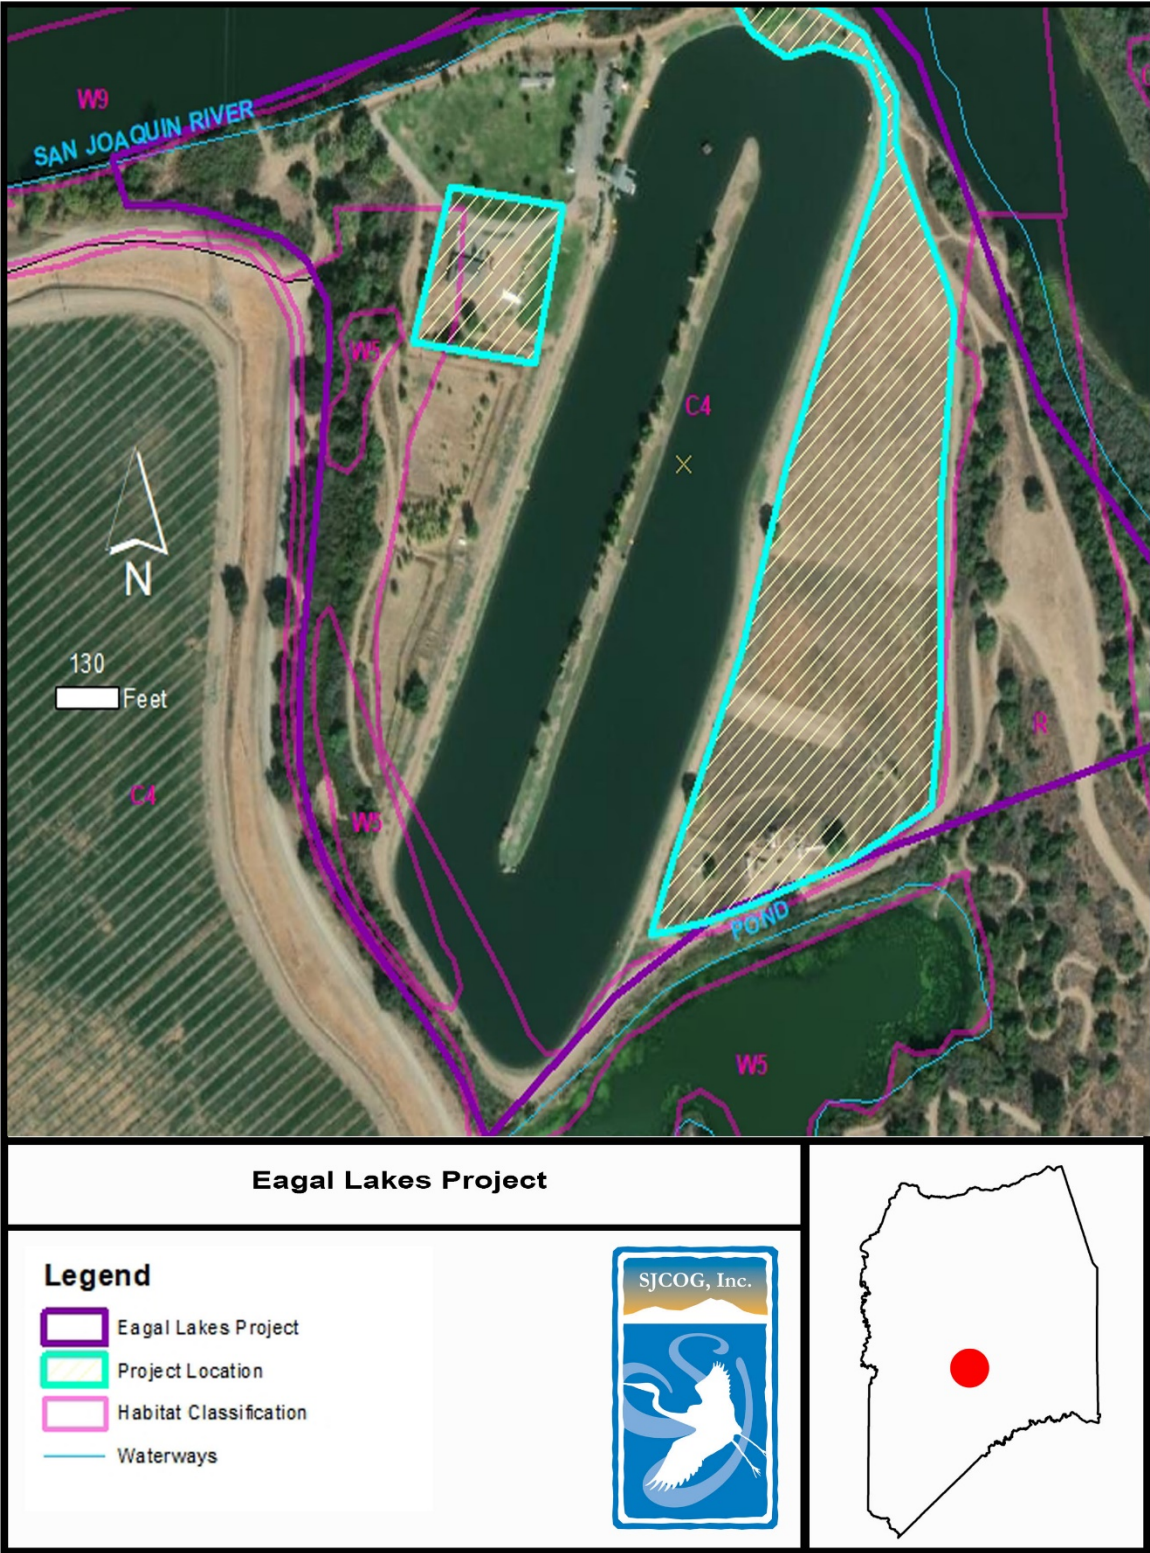 W9
SAN JOAQUIN RIVER
W5
C4
N
130
Feet
R
C4
W5
POND
W5
Eagal Lakes Project
Legend
Eagal Lakes Project
Project Location
Habitat Classification
Waterways
SJCOG, Inc.